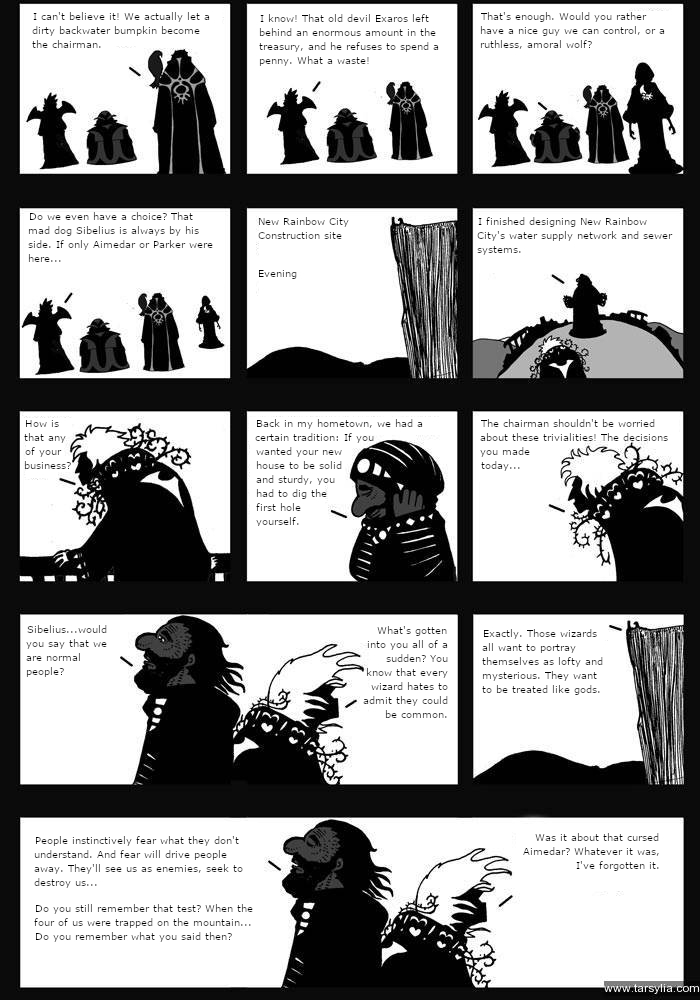 I can't believe it! We actually let a
dirty backwater bumpkin become
the chairman.
I know! That old devil Exaros left
behind an enormous amount in the
treasury, and he refuses to spend a
penny. What a waste!
That's enough. Would you rather
have a nice guy we can control, or a
ruthless, amoral wolf?
Do we even have a choice? That
mad dog Sibelius is always by his
side. If only Aimedar or Parker were
here...
New Rainbow City
Construction site
Evening
I finished designing New Rainbow
City's water supply network and sewer
systems.
How is
that any
of your
business?
Back in my hometown, we had a
certain tradition: If you
wanted your new
house to be solid
and sturdy, you
had to dig the
first hole
yourself.
The chairman shouldn't be worried
about these trivialities! The decisions
you made
today...
Sibelius...would
you say that we
are normal
people?
What's gotten
into you all of a
sudden? You
know that every
wizard hates to
admit they could
be common.
Exactly. Those wizards
all want to portray
themselves as lofty and
mysterious. They want
to be treated like gods.
People instinctively fear what they don't
understand. And fear will drive people
away. They'll see us as enemies, seek to
destroy us...
Do you still remember that test? When the
four of us were trapped on the mountain...
Do you remember what you said then?
Was it about that cursed
Aimedar? Whatever it was,
I've forgotten it.
www.tarsylia.com